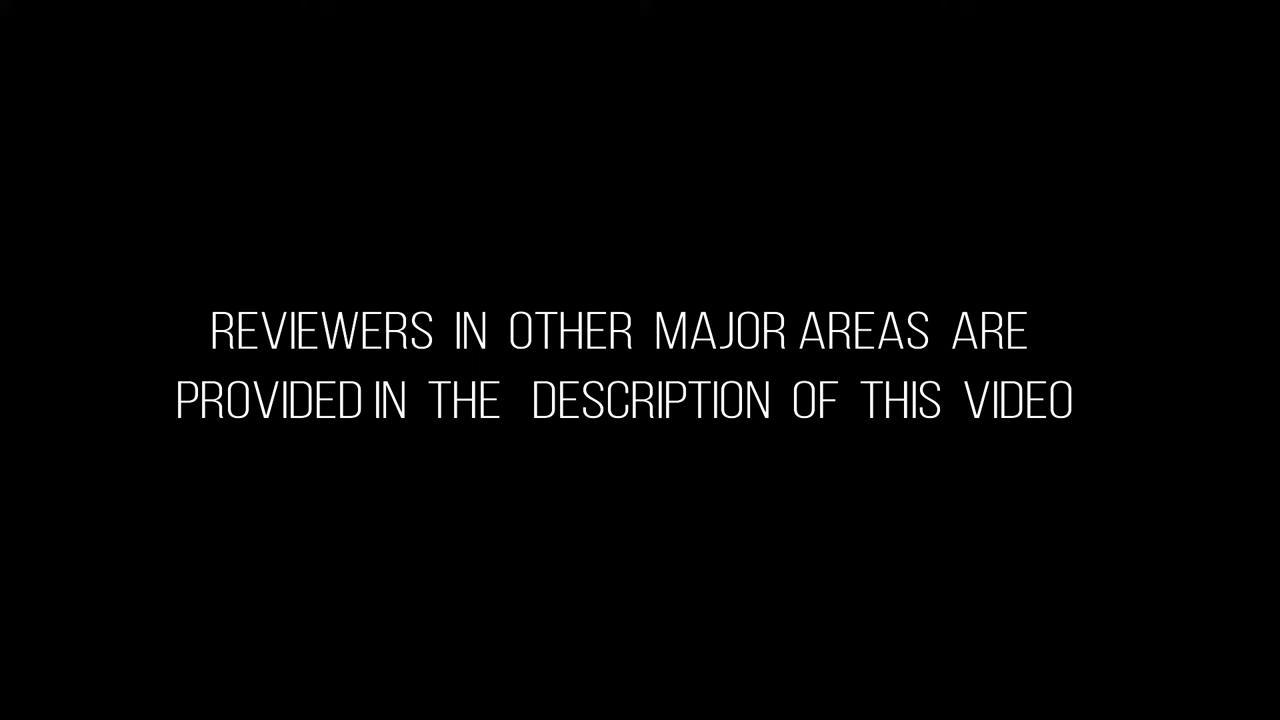 REVIEWERS IN OTHER MAJOR AREAS ARE
PROVIDED IN THE DESCRIPTION OF THIS VIDEO